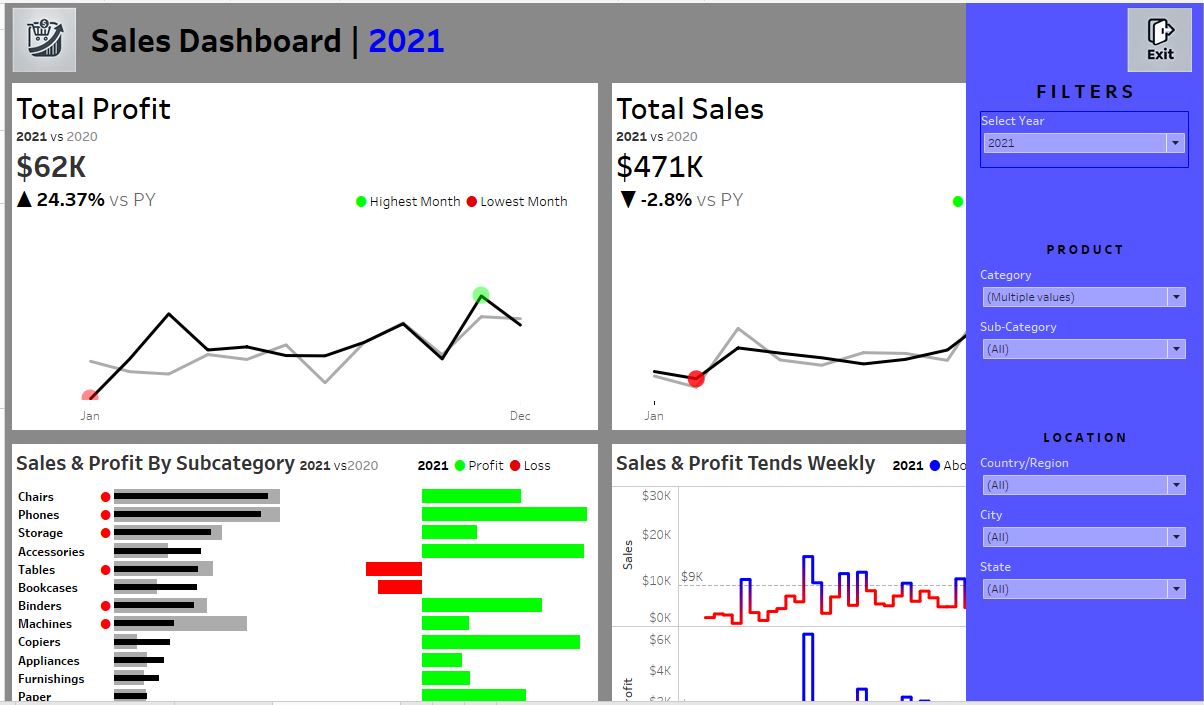 Sales Dashboard | 2021
Exit
FILTERS
Select Year
2021
PRODUCT
Category
(Multiple values)
Sub-Category
(All)
LOCATION
Country/Region
(All)
City
(All)
State
(All)
Total Profit
2021 vs 2020
$62K
▲ 24.37% vs PY
Highest Month Lowest Month
Jan Dec
Total Sales
2021 vs 2020
$471K
▼ -2.8% vs PY
Jan
Sales & Profit By Subcategory 2021 vs2020
2021 Profit Loss
Chairs
Phones
Storage
Accessories
Tables
Bookcases
Binders
Machines
Copiers
Appliances
Furnishings
Paper
Sales & Profit Tends Weekly 2021 Abo
Sales
$30K
$20K
$10K
$9K
$0K
$6K
$4K